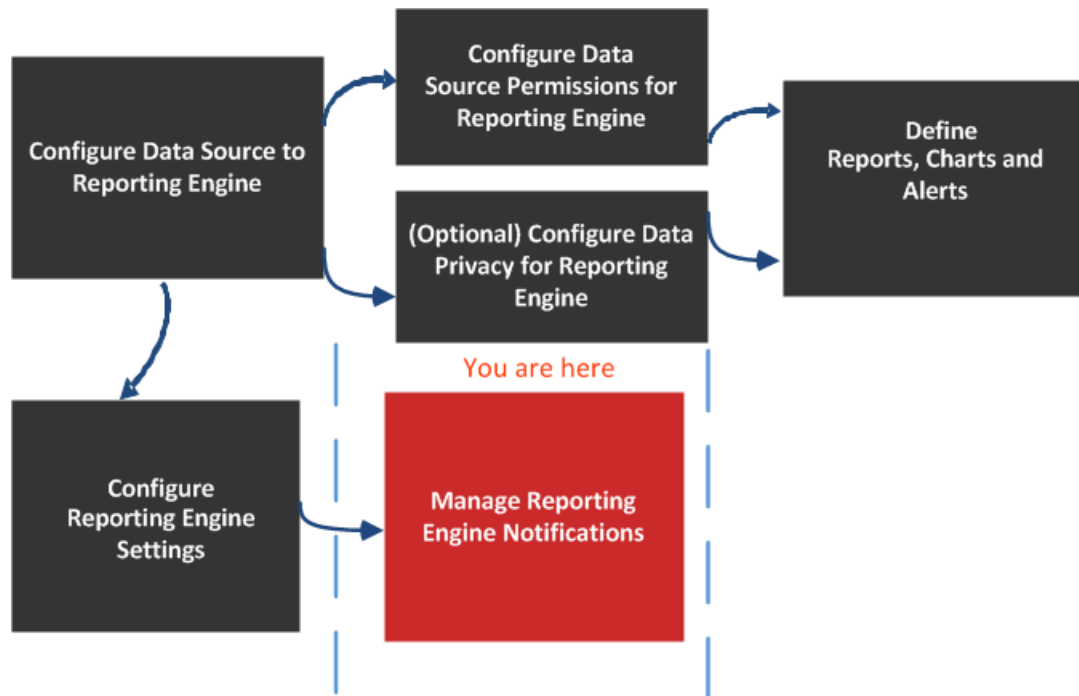 Configure Data Source to
Reporting Engine
Configure Data
Source Permissions for
Reporting Engine
(Optional) Configure Data
Privacy for Reporting
Engine
Define
Reports, Charts and
Alerts
You are here
Configure
Reporting Engine
Settings
Manage Reporting
Engine Notifications